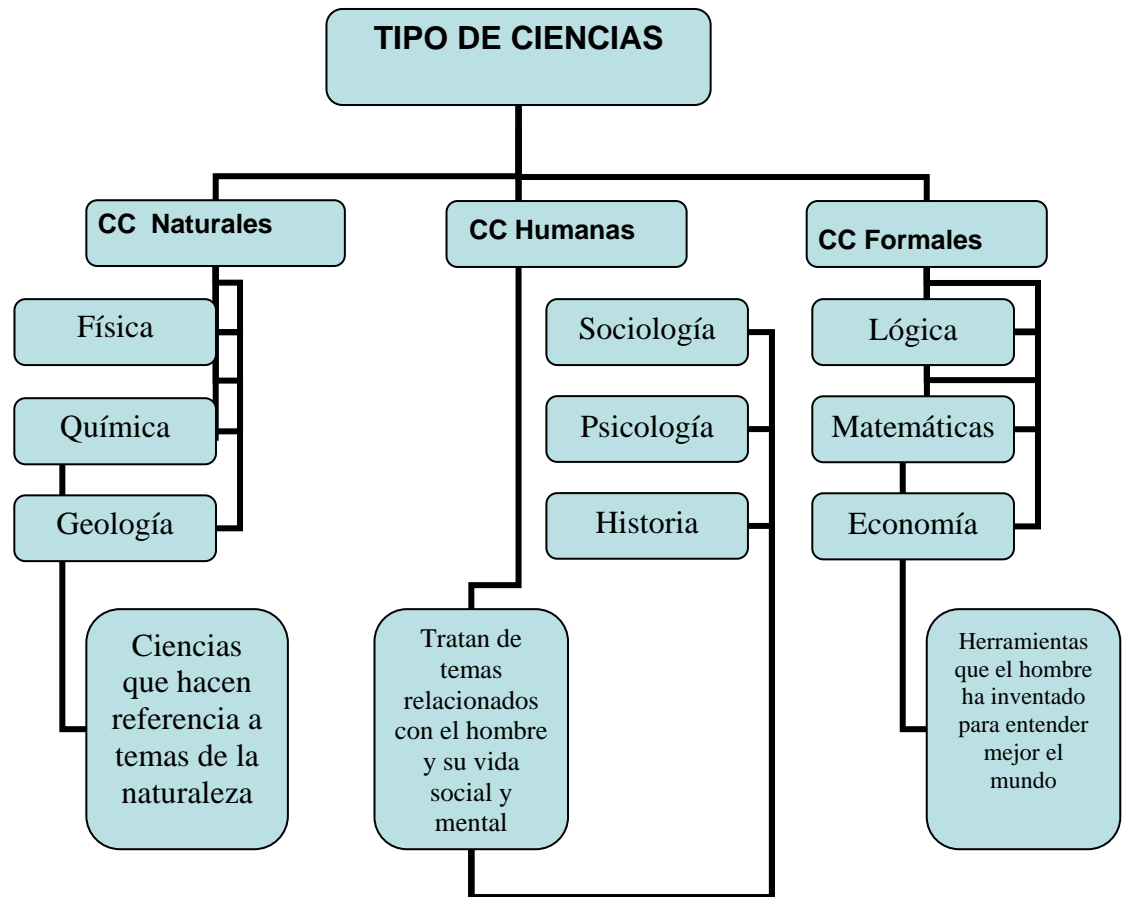 TIPO DE CIENCIAS
CC Naturales
CC Humanas
CC Formales
Física
Sociología
Lógica
Química
Psicología
Matemáticas
Geología
Historia
Economía
Ciencias
que hacen
referencia a
temas de la
naturaleza
Tratan de
temas
relacionados
con el hombre
y su vida
social y
mental
Herramientas
que el hombre
ha inventado
para entender
mejor el
mundo